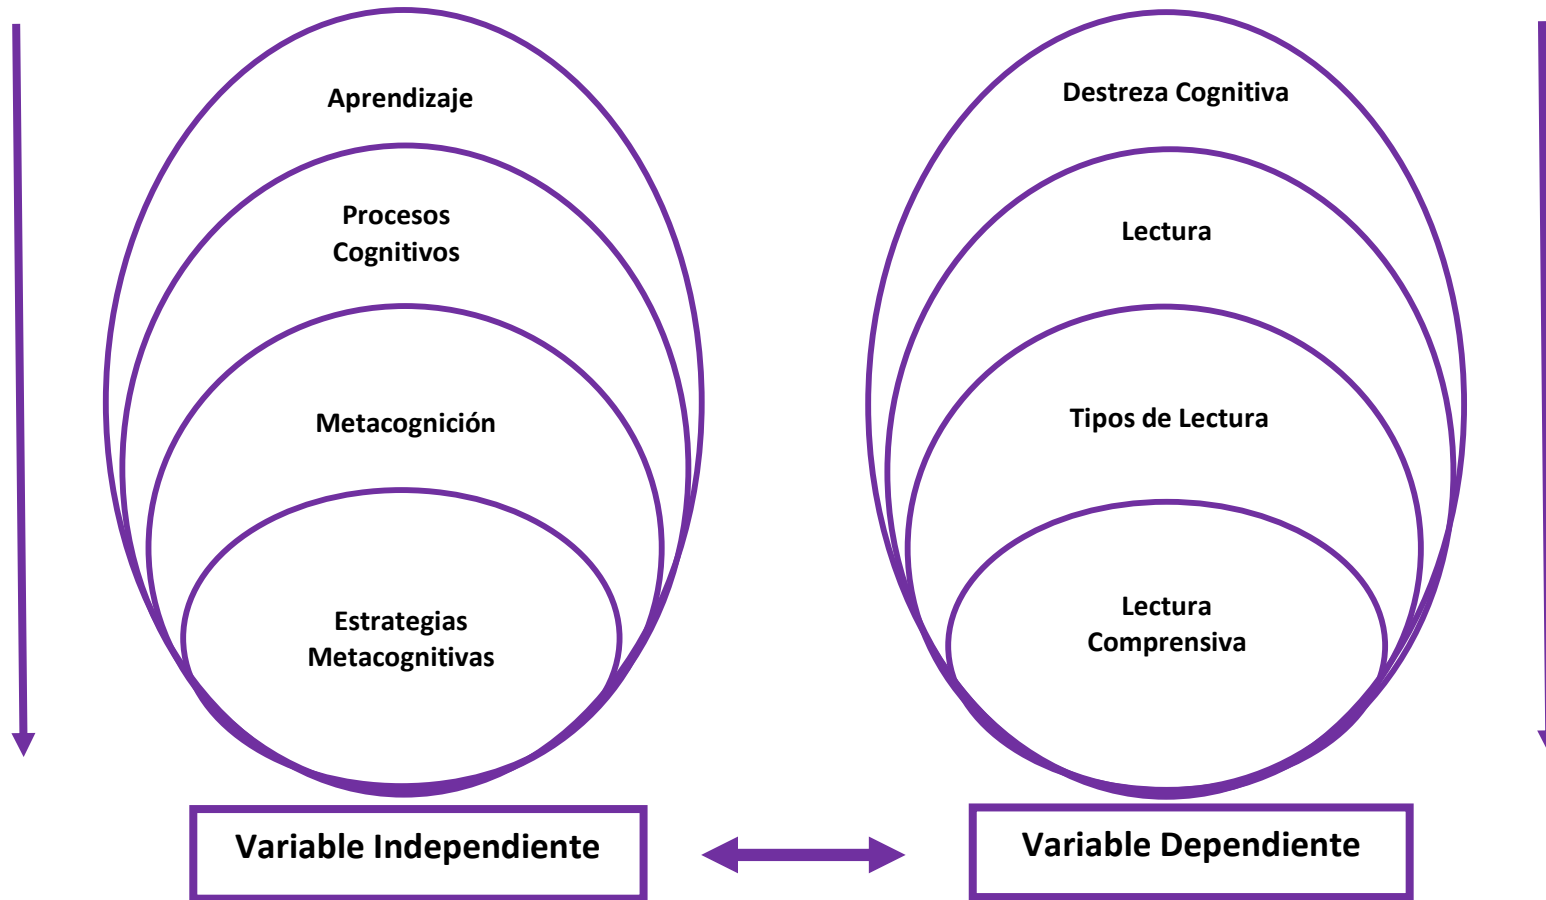 Aprendizaje
Procesos
Cognitivos
Metacognición
Estrategias
Metacognitivas
Variable Independiente
Destreza Cognitiva
Lectura
Tipos de Lectura
Lectura
Comprensiva
Variable Dependiente